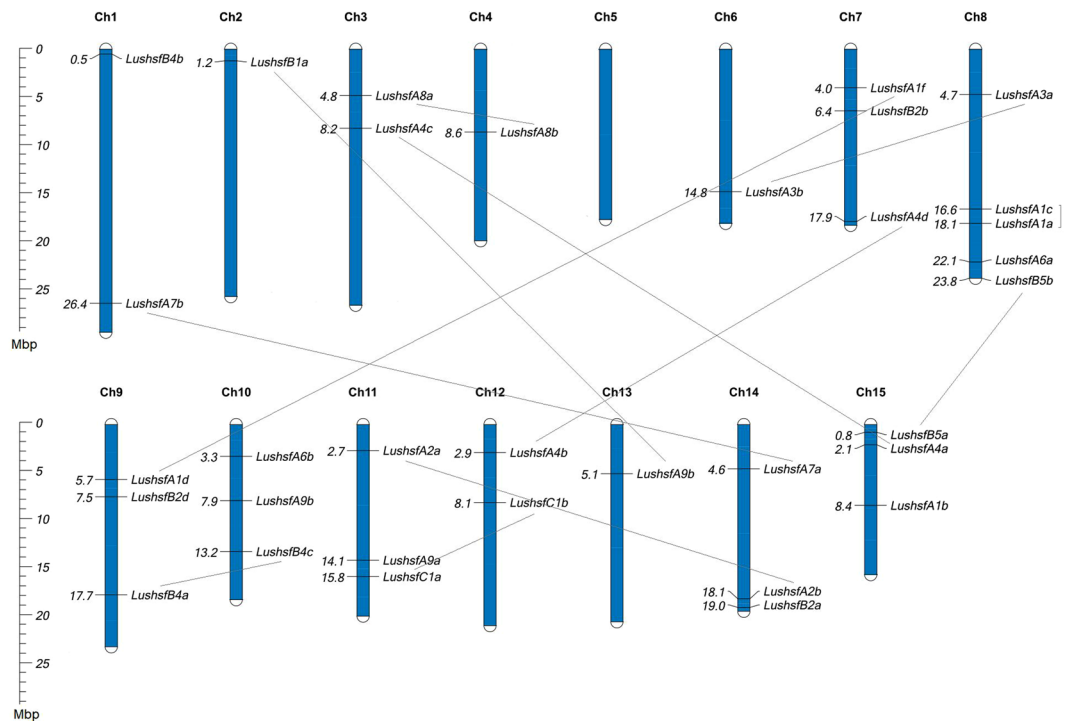 Ch1 Ch2 Ch3 Ch4 Ch5 Ch6 Ch7 Ch8
0
5
10
15
20
25
Mbp
0.5 LushsfB4b
26.4 LushsfA7b
1.2 LushsfB1a
4.8 LushsfA8a
8.2 LushsfA4c
8.6 LushsfA8b
14.8 LushsfA3b
4.0 LushsfA1f
6.4 LushsfB2b
17.9 LushsfA4d
4.7 LushsfA3a
16.6 LushsfA1c
18.1 LushsfA1a
22.1 LushsfA6a
23.8 LushsfB5b
Ch9 Ch10 Ch11 Ch12 Ch13 Ch14 Ch15
0
5
10
15
20
25
Mbp
5.7 LushsfA1d
7.5 LushsfB2d
17.7 LushsfB4a
3.3 LushsfA6b
7.9 LushsfA9b
13.2 LushsfB4c
2.7 LushsfA2a
14.1 LushsfA9a
15.8 LushsfC1a
2.9 LushsfA4b
8.1 LushsfC1b
5.1 LushsfA9b
4.6 LushsfA7a
18.1 LushsfA2b
19.0 LushsfB2a
0.8 LushsfB5a
2.1 LushsfA4a
8.4 LushsfA1b